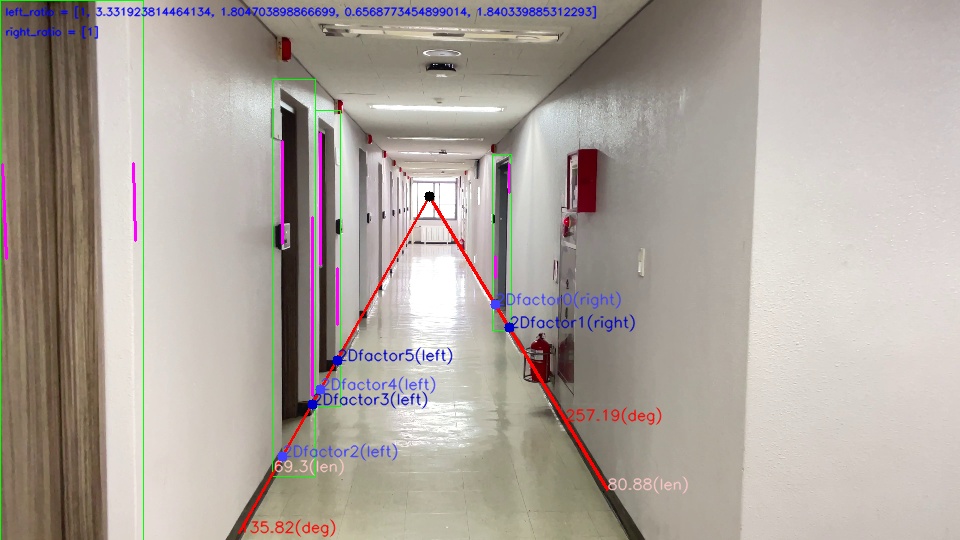 left_ratio = [1, 3.331923814464134, 1.804703898866699, 0.6568773454899014, 1.840339885312293]
right_ratio = [1]
2Dfactor0(right)
2Dfactor1(right)
2Dfactor5(left)
2Dfactor4(left)
2Dfactor3(left)
257.19(deg)
2Dfactor2(left)
69.3(len)
80.88(len)
35.82(deg)